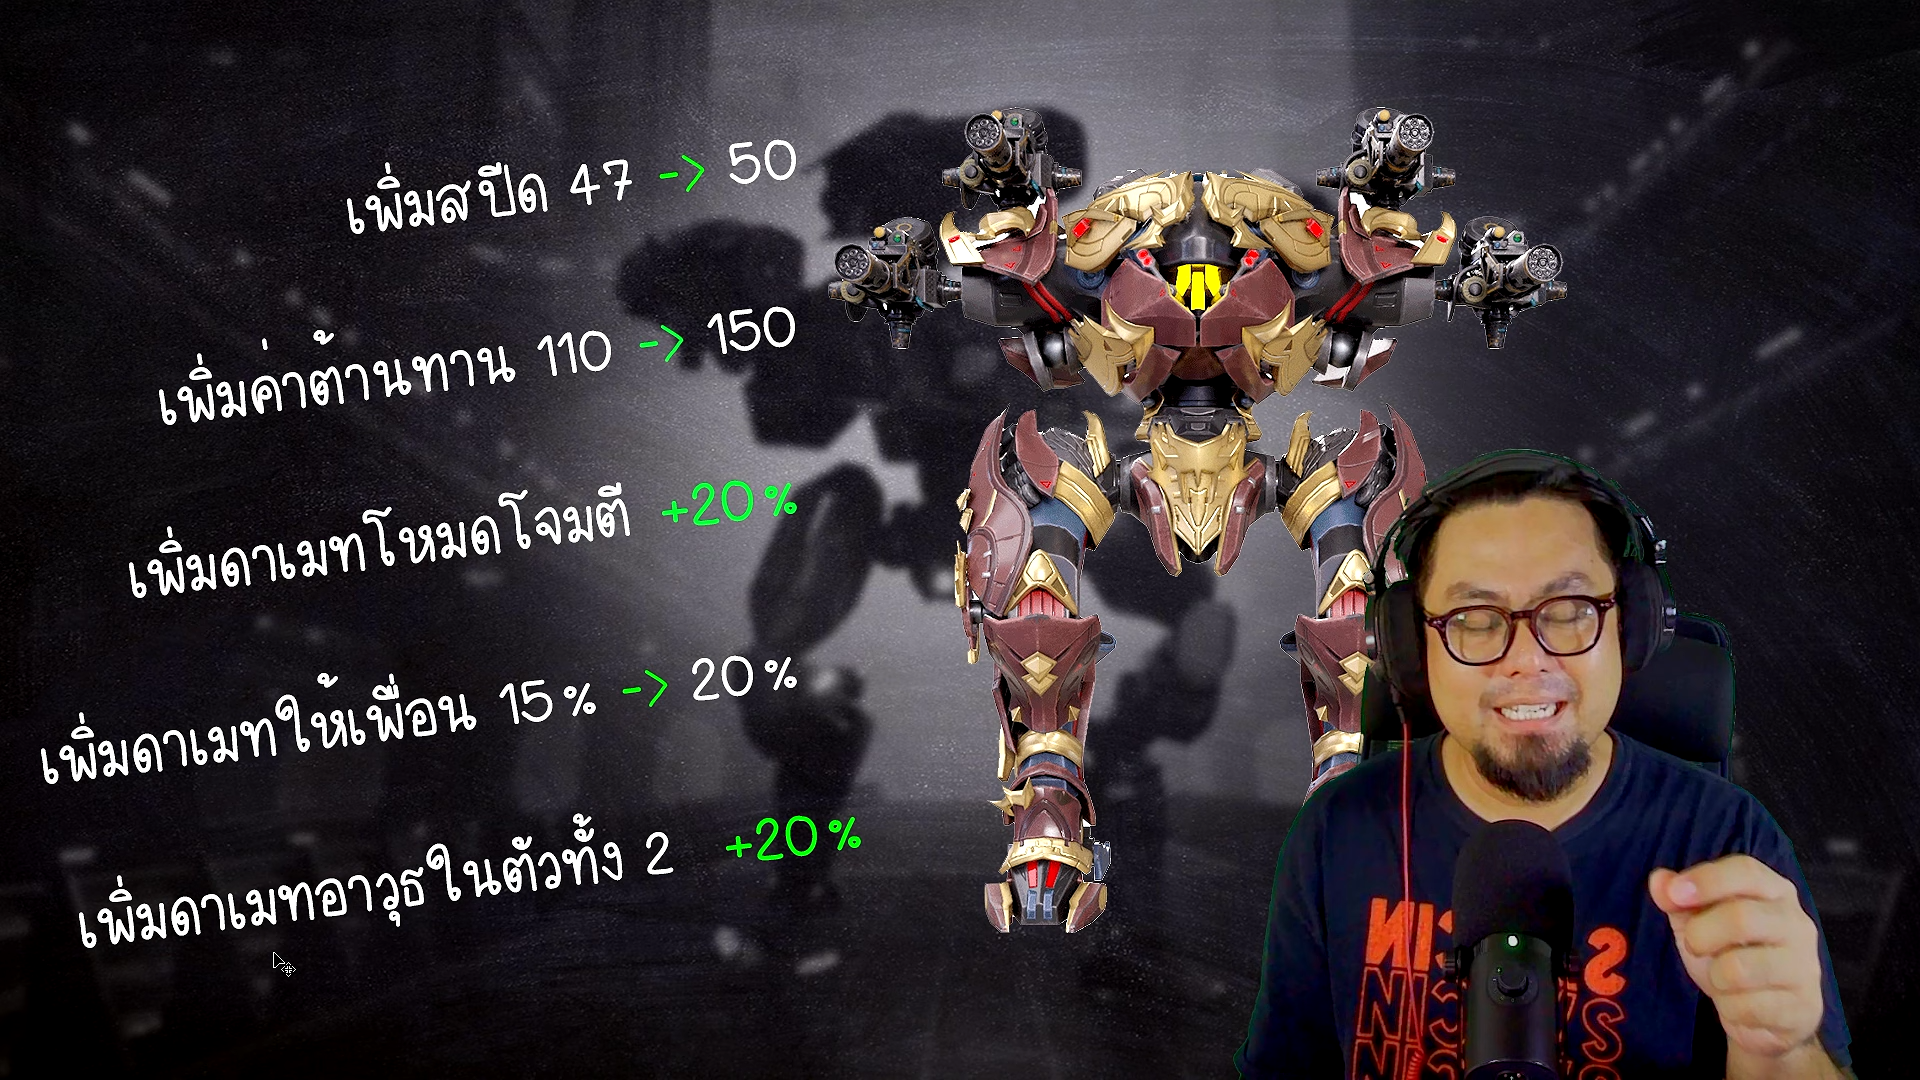 เพิ่มสปีด 47 -> 50
เพิ่มค่าต้านทาน 110 -> 150
เพิ่มดาเมทโหมดโจมตี +20%
เพิ่มดาเมทให้เพื่อน 15% -> 20%
เพิ่มดาเมทอาวุธในตัวทั้ง 2 +20%